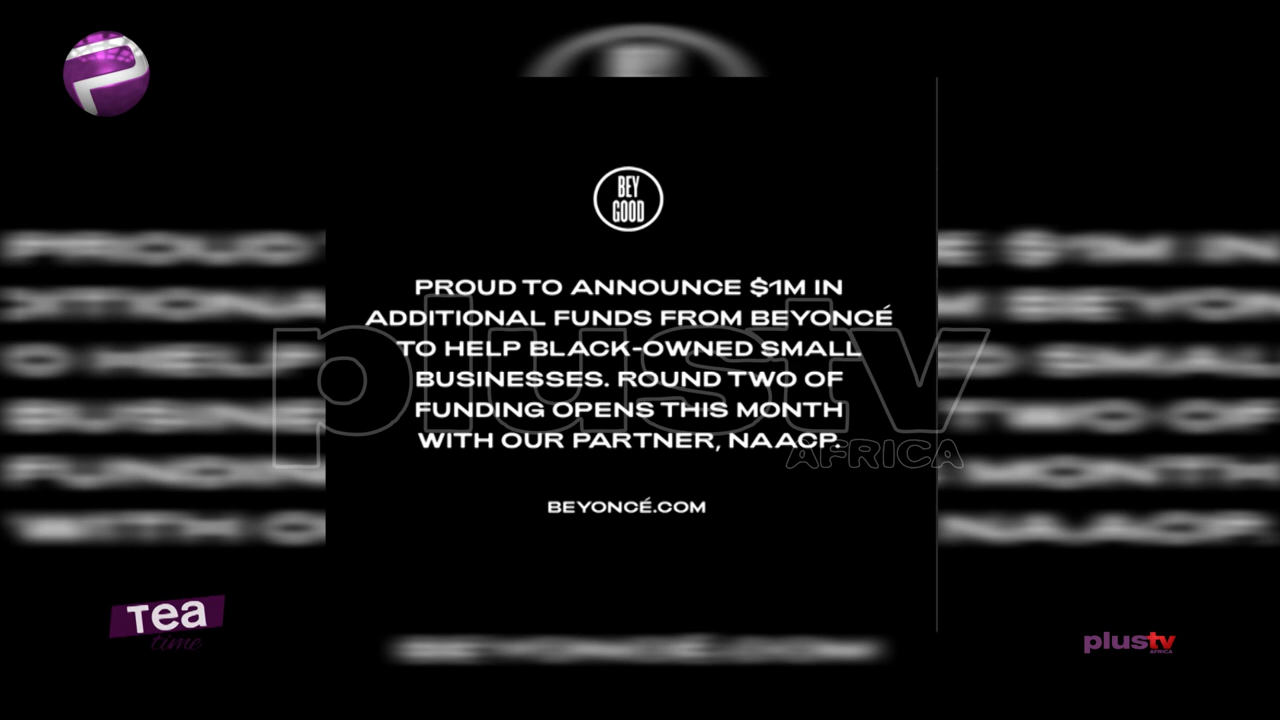 BEY
GOOD
PROUD TO ANNOUNCE $1M IN
ADDITIONAL FUNDS FROM BEYONCÉ
TO HELP BLACK-OWNED SMALL
BUSINESSES. ROUND TWO OF
FUNDING OPENS THIS MONTH
WITH OUR PARTNER, NAACP.
BEYONCÉ.COM
plustv
AFRICA
Tea
time
plustv
AFRICA